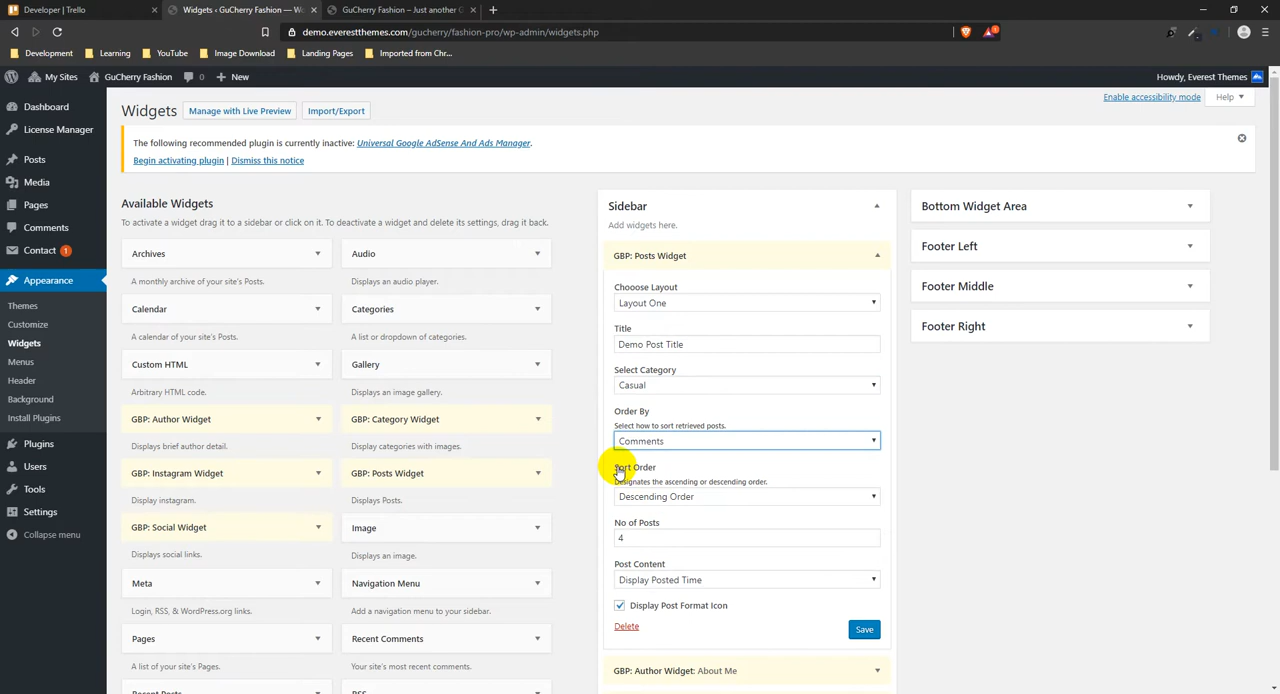 Developer | Trello
Widgets ‹ GuCherry Fashion — Wo
GuCherry Fashion – Just another G
demo.everestthemes.com/gucherry/fashion-pro/wp-admin/widgets.php
Development
Learning
YouTube
Image Download
Landing Pages
Imported from Chr...
My Sites
GuCherry Fashion
0
New
Howdy, Everest Themes
Dashboard
License Manager
Posts
Media
Pages
Comments
Contact 1
Appearance
Themes
Customize
Widgets
Menus
Header
Background
Install Plugins
Plugins
Users
Tools
Settings
Collapse menu
Enable accessibility mode
Help
Widgets
Manage with Live Preview
Import/Export
The following recommended plugin is currently inactive: Universal Google AdSense And Ads Manager.
Begin activating plugin | Dismiss this notice
Available Widgets
To activate a widget drag it to a sidebar or click on it. To deactivate a widget and delete its settings, drag it back.
Archives
A monthly archive of your site's Posts.
Audio
Displays an audio player.
Calendar
A calendar of your site's Posts.
Categories
A list or dropdown of categories.
Custom HTML
Arbitrary HTML code.
Gallery
Displays an image gallery.
GBP: Author Widget
Displays brief author detail.
GBP: Category Widget
Display categories with images.
GBP: Instagram Widget
Display instagram.
GBP: Posts Widget
Displays Posts.
GBP: Social Widget
Displays social links.
Image
Displays an image.
Meta
Login, RSS, & WordPress.org links.
Navigation Menu
Add a navigation menu to your sidebar.
Pages
A list of your site's Pages.
Recent Comments
Your site's most recent comments.
Recent Posts
RSS
Sidebar
Add widgets here.
GBP: Posts Widget
Chooose Layout
Layout One
Title
Demo Post Title
Select Category
Casual
Order By
Select how to sort retrieved posts.
Comments
Sort Order
Designates the ascending or descending order.
Descending Order
No of Posts
4
Post Content
Display Posted Time
Display Post Format Icon
Delete
Save
GBP: Author Widget: About Me
Bottom Widget Area
Footer Left
Footer Middle
Footer Right